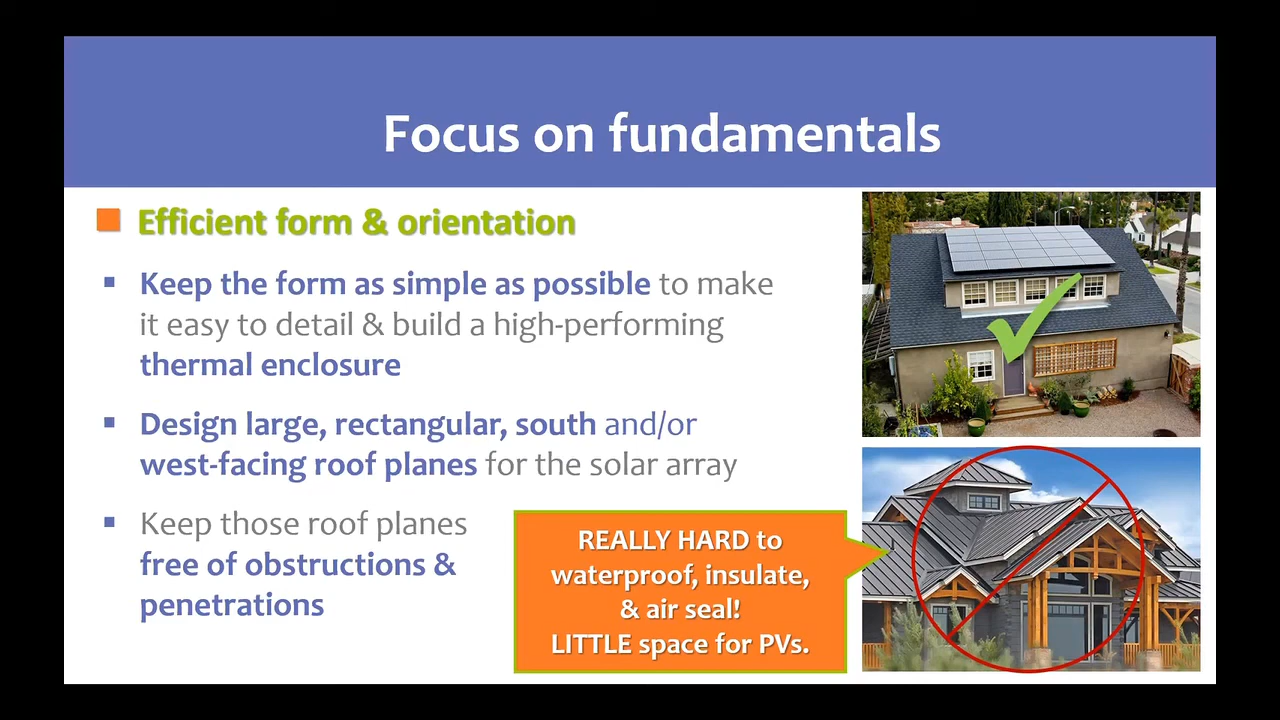 Focus on fundamentals
Efficient form & orientation
Keep the form as simple as possible to make
it easy to detail & build a high-performing
thermal enclosure
Design large, rectangular, south and/or
west-facing roof planes for the solar array
Keep those roof planes
free of obstructions &
penetrations
REALLY HARD to
waterproof, insulate,
& air seal!
LITTLE space for PVs.